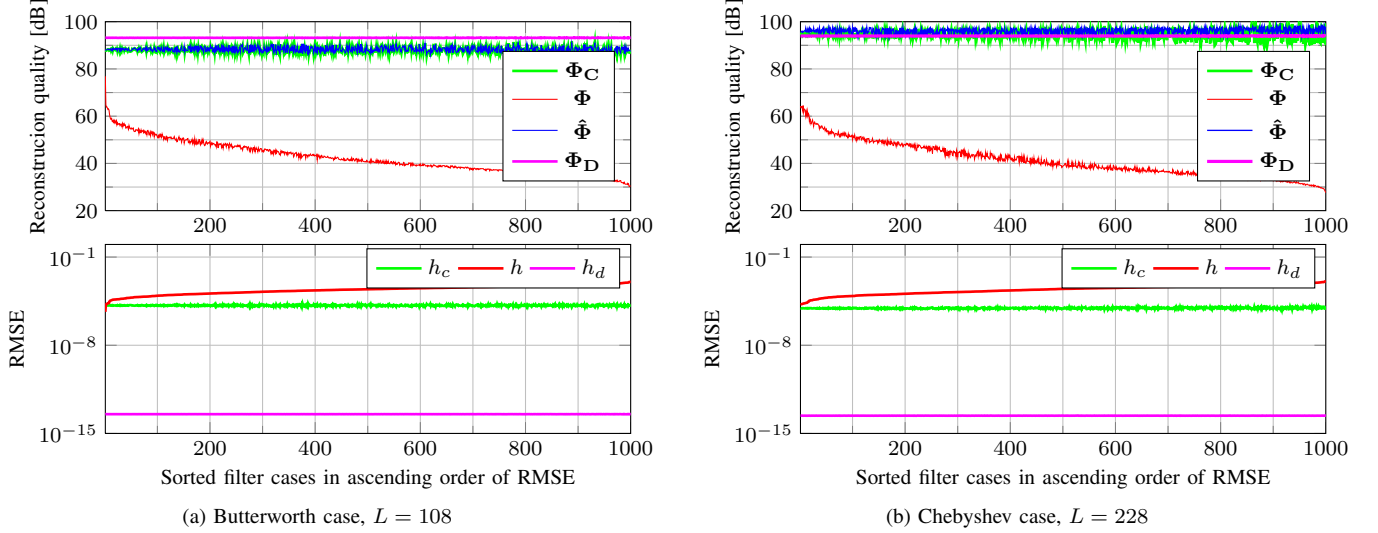 Reconstrucion quality [dB]
100
80
60
40
20
200 400 600 800 1000
Φ_C
Φ
Φ̂
Φ_D
RMSE
10^−1
10^−8
10^−15
h_c h h_d
200 400 600 800 1000
Sorted filter cases in ascending order of RMSE
(a) Butterworth case, L = 108
Reconstrucion quality [dB]
100
80
60
40
20
200 400 600 800 1000
Φ_C
Φ
Φ̂
Φ_D
RMSE
10^−1
10^−8
10^−15
h_c h h_d
200 400 600 800 1000
Sorted filter cases in ascending order of RMSE
(b) Chebyshev case, L = 228